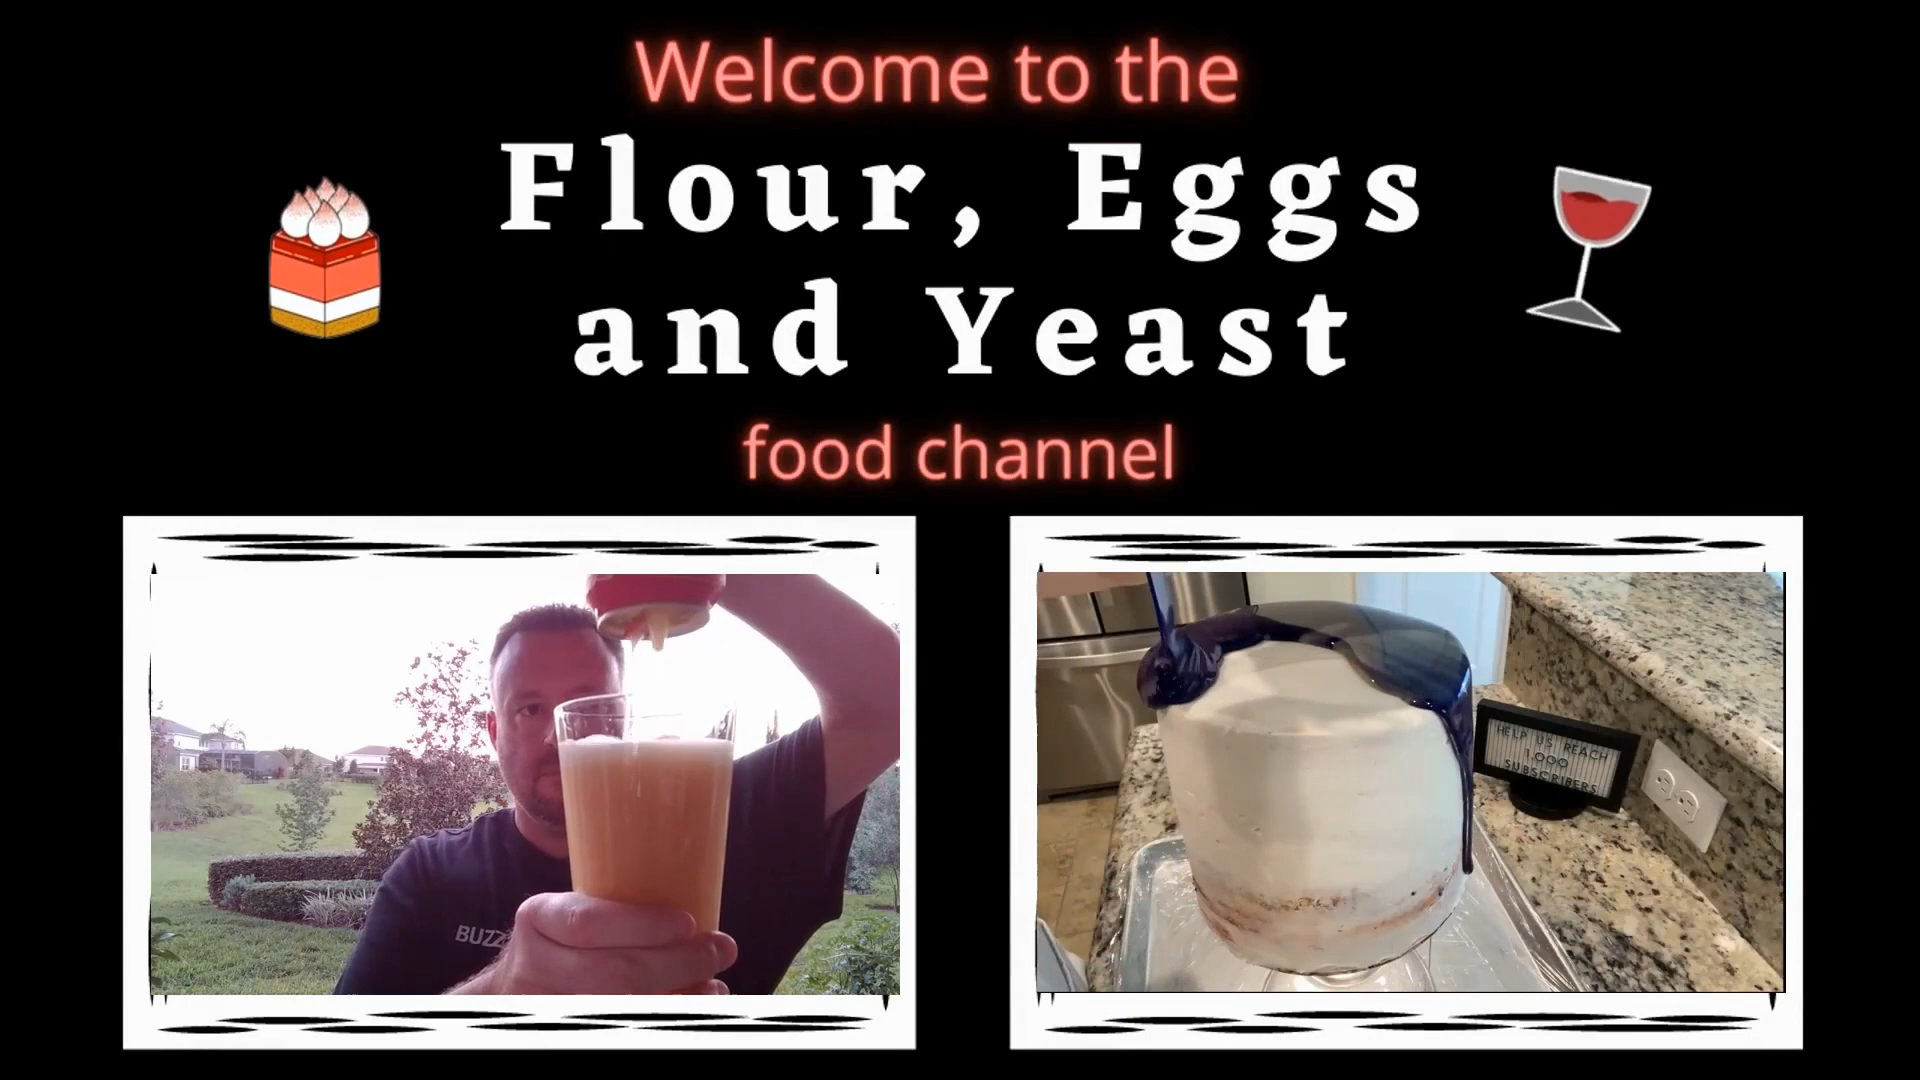 Welcome to the
Flour, Eggs
and Yeast
food channel
BUZZ
HELP US REACH
1000
SUBSCRIBERS